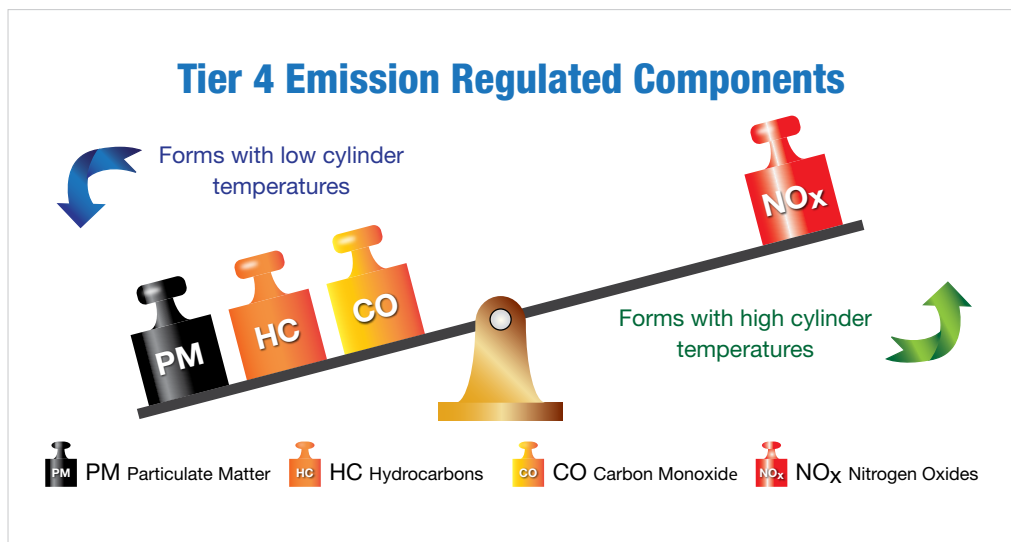 Tier 4 Emission Regulated Components
Forms with low cylinder
temperatures
NOx
PM
HC
CO
Forms with high cylinder
temperatures
PM PM Particulate Matter HC HC Hydrocarbons CO CO Carbon Monoxide NOx NOx Nitrogen Oxides